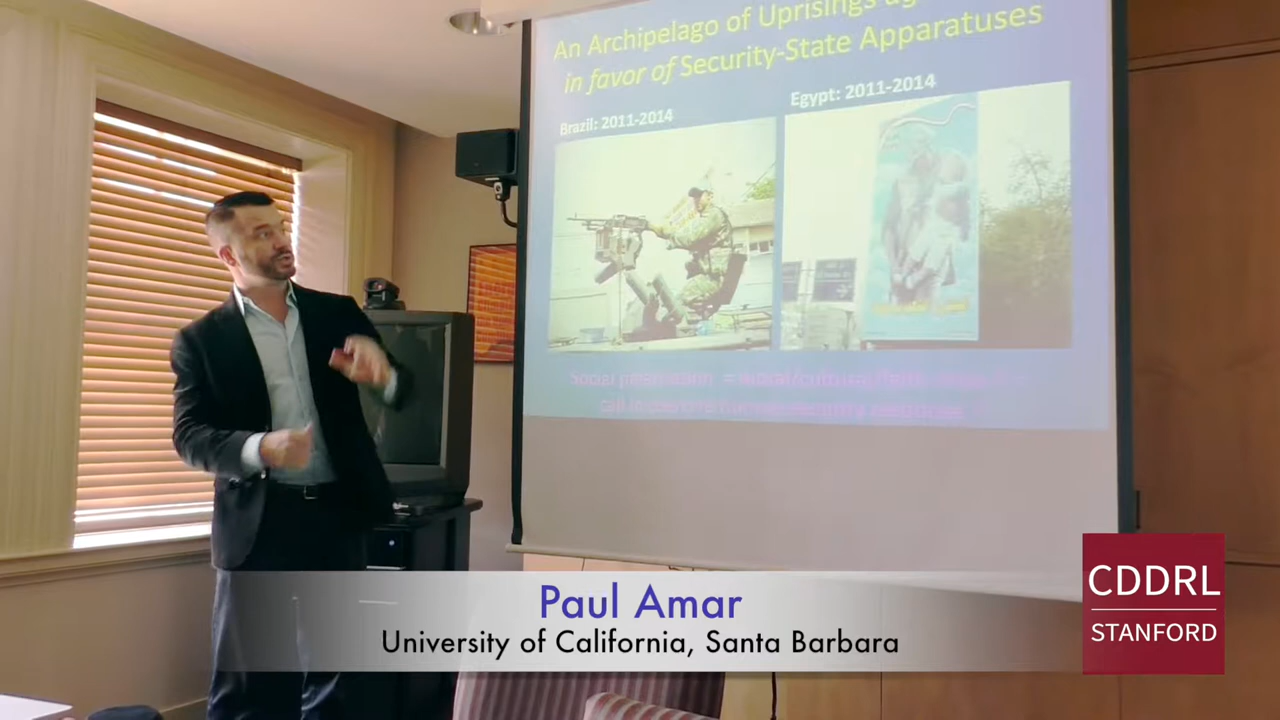 An Archipelago of Uprisings
in favor of Security-State Apparatuses
Brazil: 2011-2014
Egypt: 2011-2014
Paul Amar
University of California, Santa Barbara
CDDRL
STANFORD